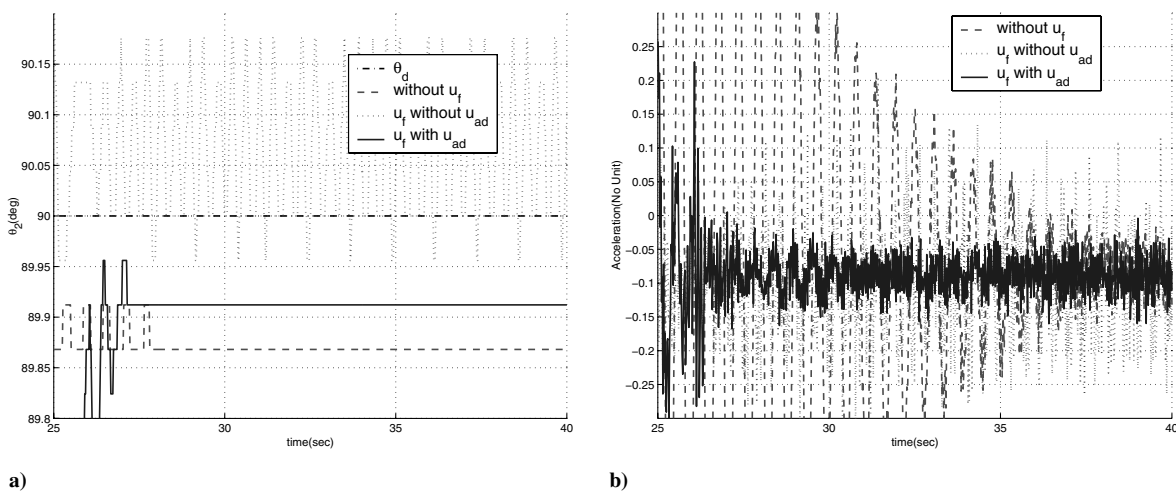 90.15
90.1
90.05
90
89.95
89.9
89.85
89.8
θ₂(deg)
25
30
35
40
time(sec)
θd
without uf
uf without uad
uf with uad
a)
0.25
0.2
0.15
0.1
0.05
0
−0.05
−0.1
−0.15
−0.2
−0.25
Acceleration(No Unit)
25
30
35
40
time(sec)
without uf
uf without uad
uf with uad
b)